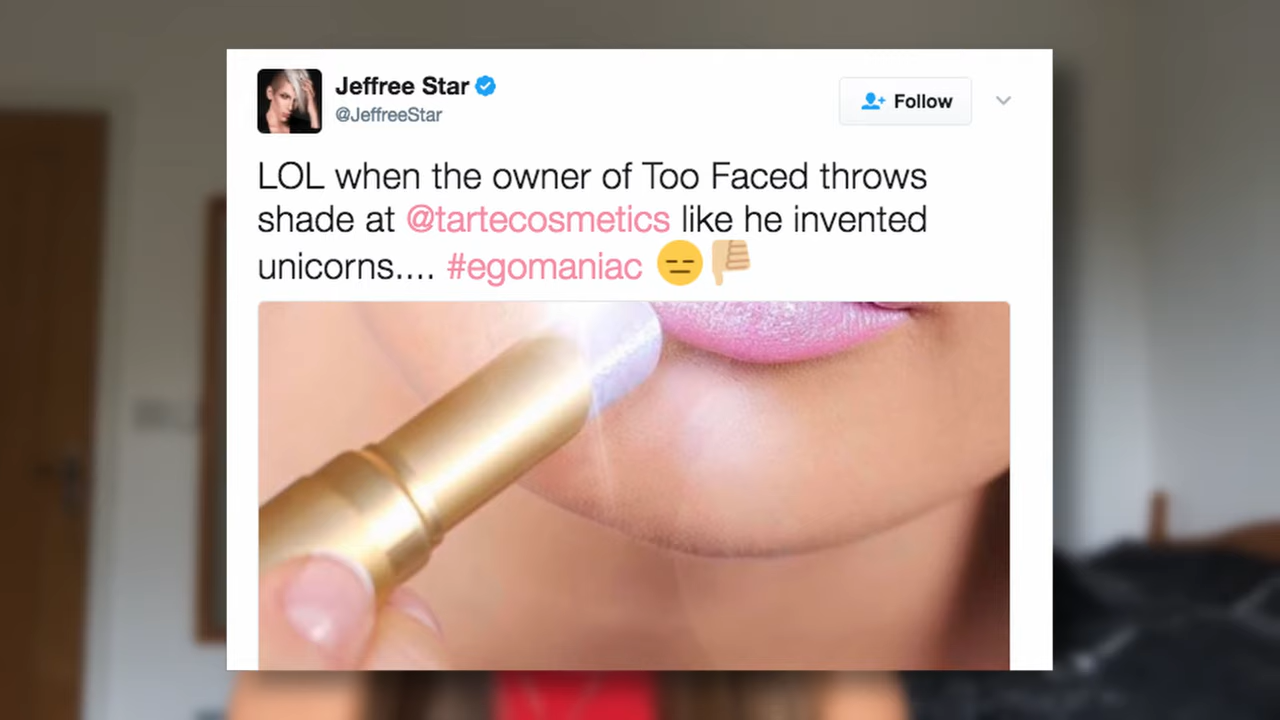 Jeffree Star
@JeffreeStar
Follow
LOL when the owner of Too Faced throws
shade at @tartecosmetics like he invented
unicorns.... #egomaniac 😑👎🏼